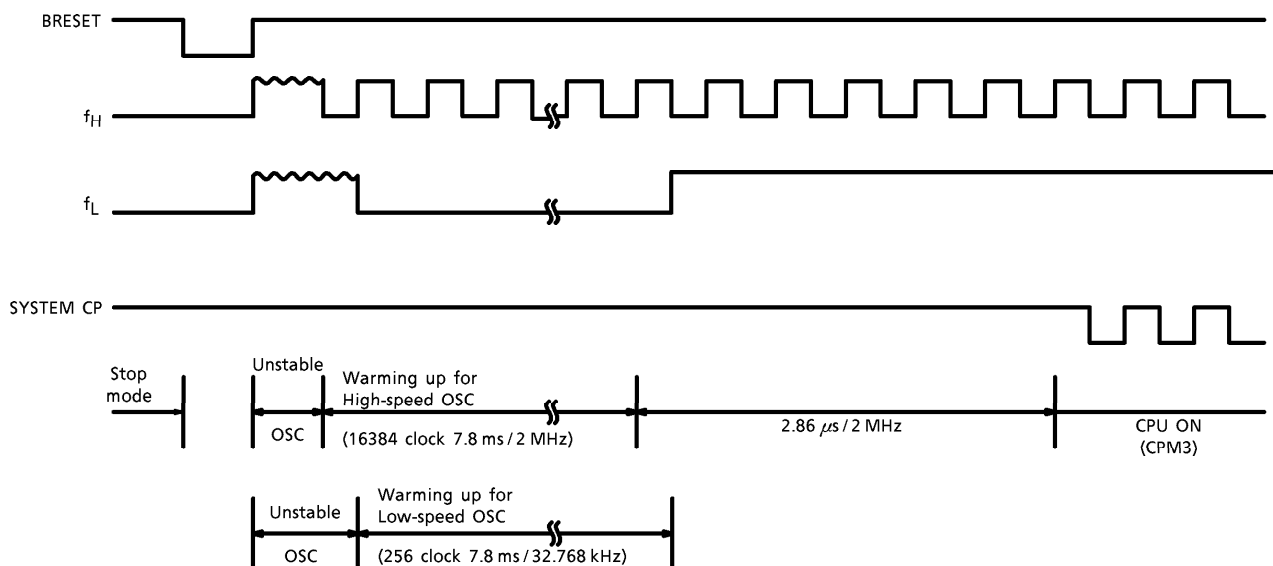 BRESET
fH
fL
SYSTEM CP
Stop
mode
Unstable
OSC
Warming up for
High-speed OSC
(16384 clock 7.8 ms / 2 MHz)
2.86 μs / 2 MHz
CPU ON
(CPM3)
Unstable
OSC
Warming up for
Low-speed OSC
(256 clock 7.8 ms / 32.768 kHz)